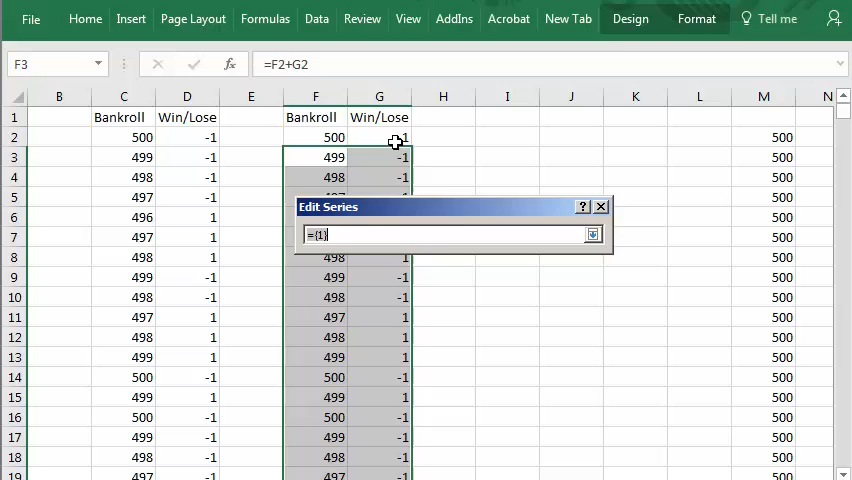 File Home Insert Page Layout Formulas Data Review View AddIns Acrobat New Tab Design Format Tell me
F3 fx =F2+G2
B C D E F G H I J K L M N
1 Bankroll Win/Lose Bankroll Win/Lose
2 500 -1 500 -1 500
3 499 -1 499 -1 500
4 498 -1 498 -1 500
5 497 -1 500
6 496 1 500
7 497 1 500
8 498 1 498 1 500
9 499 -1 499 -1 500
10 498 -1 498 -1 500
11 497 1 497 1 500
12 498 1 498 1 500
13 499 1 499 1 500
14 500 -1 500 -1 500
15 499 1 499 1 500
16 500 -1 500 -1 500
17 499 -1 499 -1 500
18 498 -1 498 -1 500
19 497 -1 497 -1 500
Edit Series ?
={1}